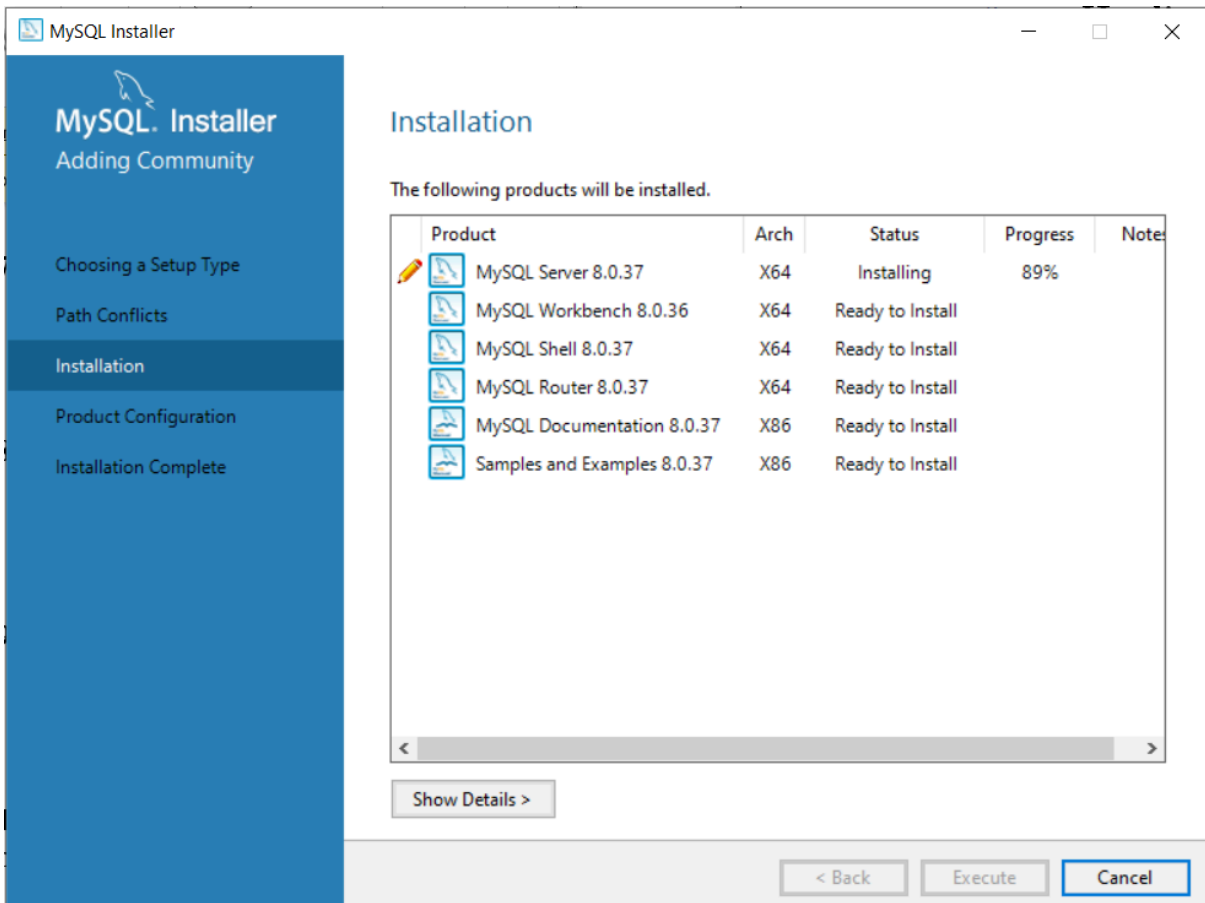 MySQL Installer
MySQL. Installer
Adding Community
Choosing a Setup Type
Path Conflicts
Installation
Product Configuration
Installation Complete
Installation
The following products will be installed.
Product Arch Status Progress Notes
MySQL Server 8.0.37 X64 Installing 89%
MySQL Workbench 8.0.36 X64 Ready to Install
MySQL Shell 8.0.37 X64 Ready to Install
MySQL Router 8.0.37 X64 Ready to Install
MySQL Documentation 8.0.37 X86 Ready to Install
Samples and Examples 8.0.37 X86 Ready to Install
Show Details >
< Back Execute Cancel